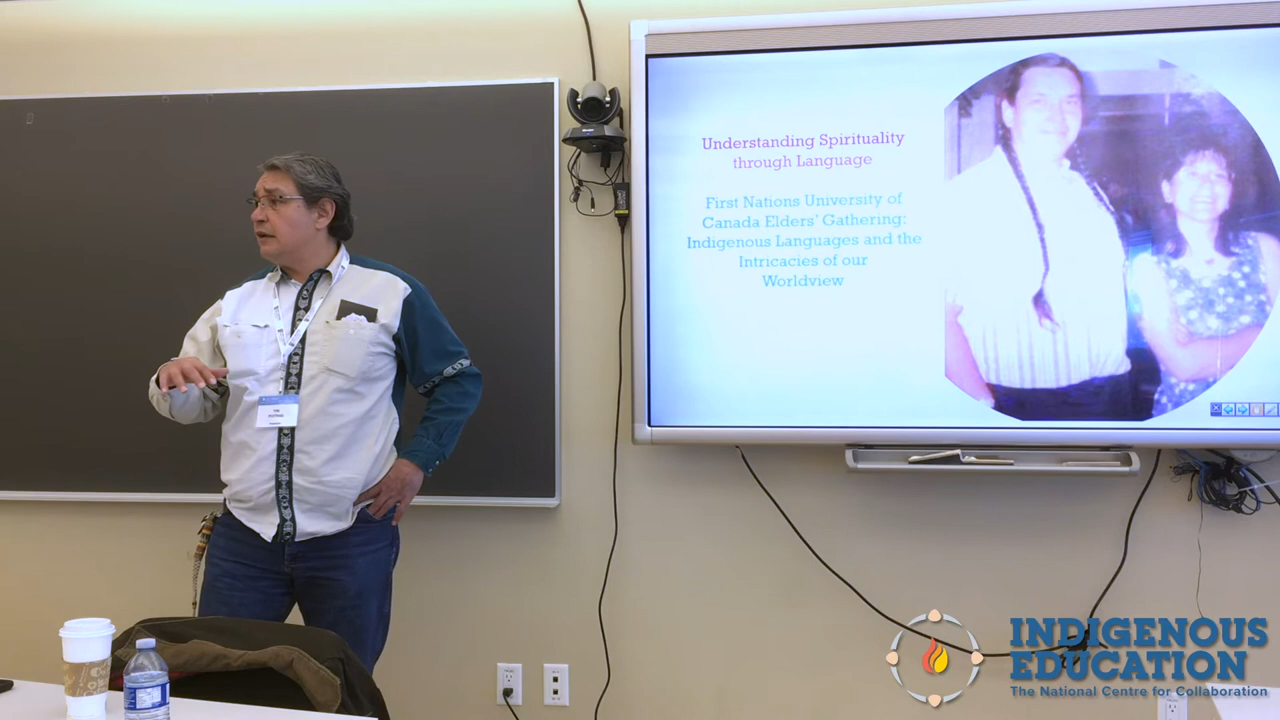 Understanding Spirituality
through Language
First Nations University of
Canada Elders' Gathering:
Indigenous Languages and the
Intricacies of our
Worldview
INDIGENOUS
EDUCATION
The National Centre for Collaboration